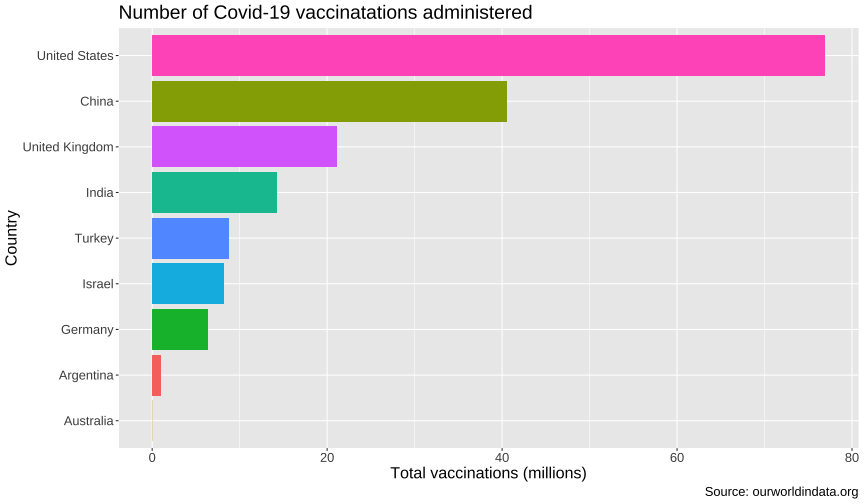 Number of Covid-19 vaccinatations administered
Country
United States
China
United Kingdom
India
Turkey
Israel
Germany
Argentina
Australia
0 20 40 60 80
Total vaccinations (millions)
Source: ourworldindata.org